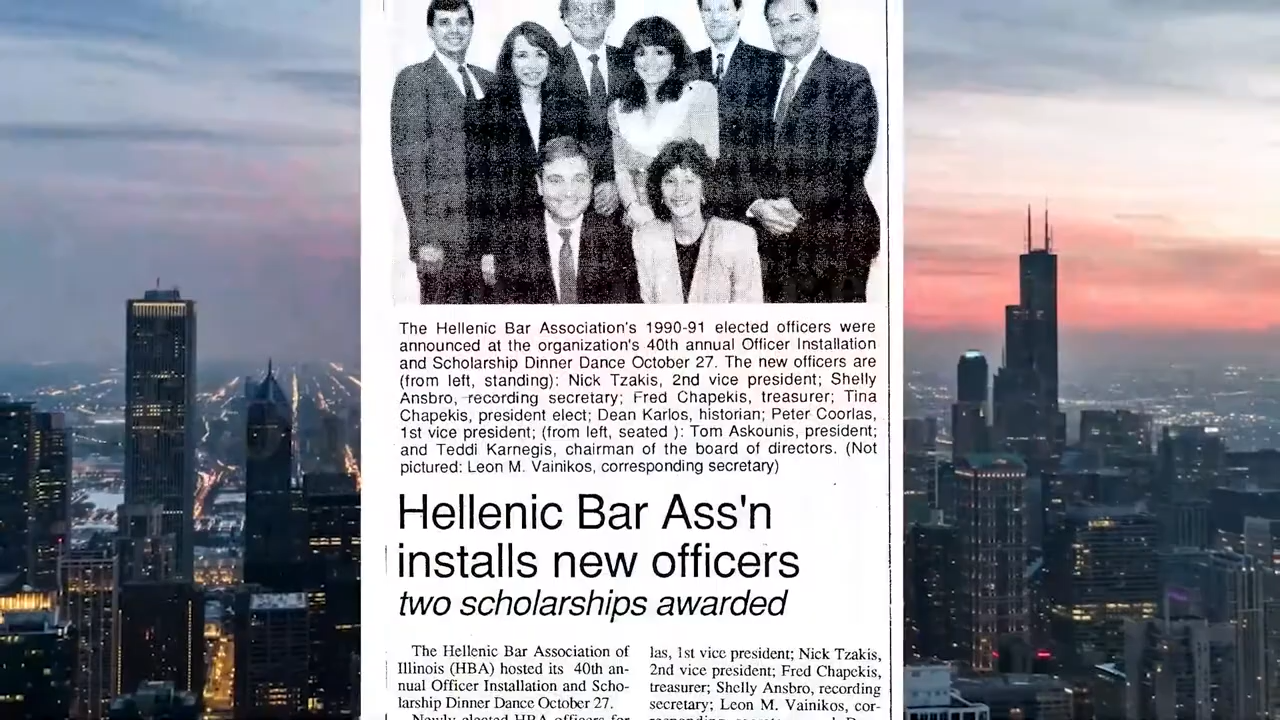 The Hellenic Bar Association's 1990-91 elected officers were
announced at the organization's 40th annual Officer Installation
and Scholarship Dinner Dance October 27. The new officers are
(from left, standing): Nick Tzakis, 2nd vice president; Shelly
Ansbro, recording secretary; Fred Chapekis, treasurer; Tina
Chapekis, president elect; Dean Karlos, historian; Peter Coorlas,
1st vice president; (from left, seated ): Tom Askounis, president;
and Teddi Karnegis, chairman of the board of directors. (Not
pictured: Leon M. Vainikos, corresponding secretary)
Hellenic Bar Ass'n
installs new officers
two scholarships awarded
The Hellenic Bar Association of
Illinois (HBA) hosted its 40th an-
nual Officer Installation and Scho-
larship Dinner Dance October 27.
Newly elected HBA officers for
las, 1st vice president; Nick Tzakis,
2nd vice president; Fred Chapekis,
treasurer; Shelly Ansbro, recording
secretary; Leon M. Vainikos, cor-